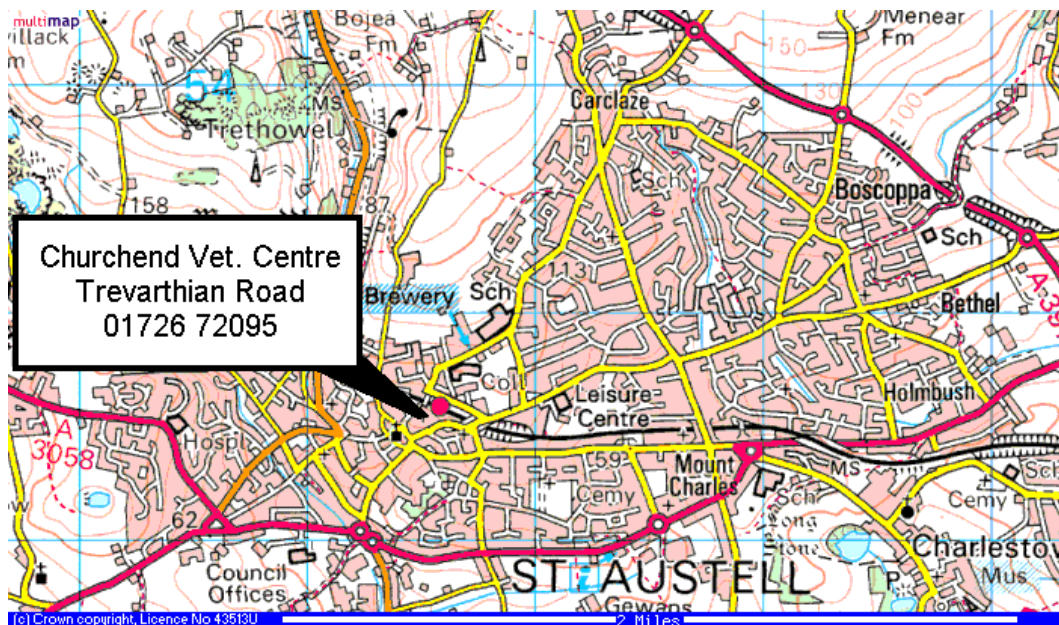 multimap
villack
Fm
Bojea
Fm
Menear
Fm
54
MS
150
130
100
Carclaze
Trethowel
158
87
Sch
Boscoppa
Sch
Churchend Vet. Centre
Trevarthian Road
01726 72095
113
Brewery
Sch
Bethel
A 39
Coll
Leisure
Centre
Holmbush
A
3058
Hospl
59
Mount
Charles
MS
Sch
Cemy
Sch
Cemy
62
Long
Stone
Charlestow
Mus
Council
Offices
ST AUSTELL
i
P
Gewans
(c) Crown copyright, Licence No 43513U
2 Miles